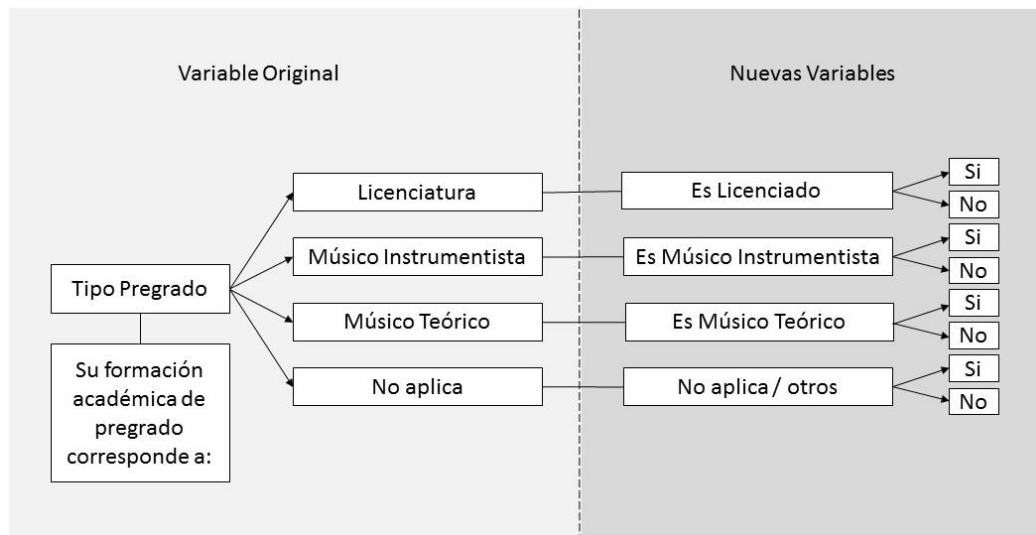 Variable Original
Nuevas Variables
Tipo Pregrado
Su formación
académica de
pregrado
corresponde a:
Licenciatura
Músico Instrumentista
Músico Teórico
No aplica
Es Licenciado
Si
No
Es Músico Instrumentista
Si
No
Es Músico Teórico
Si
No
No aplica / otros
Si
No